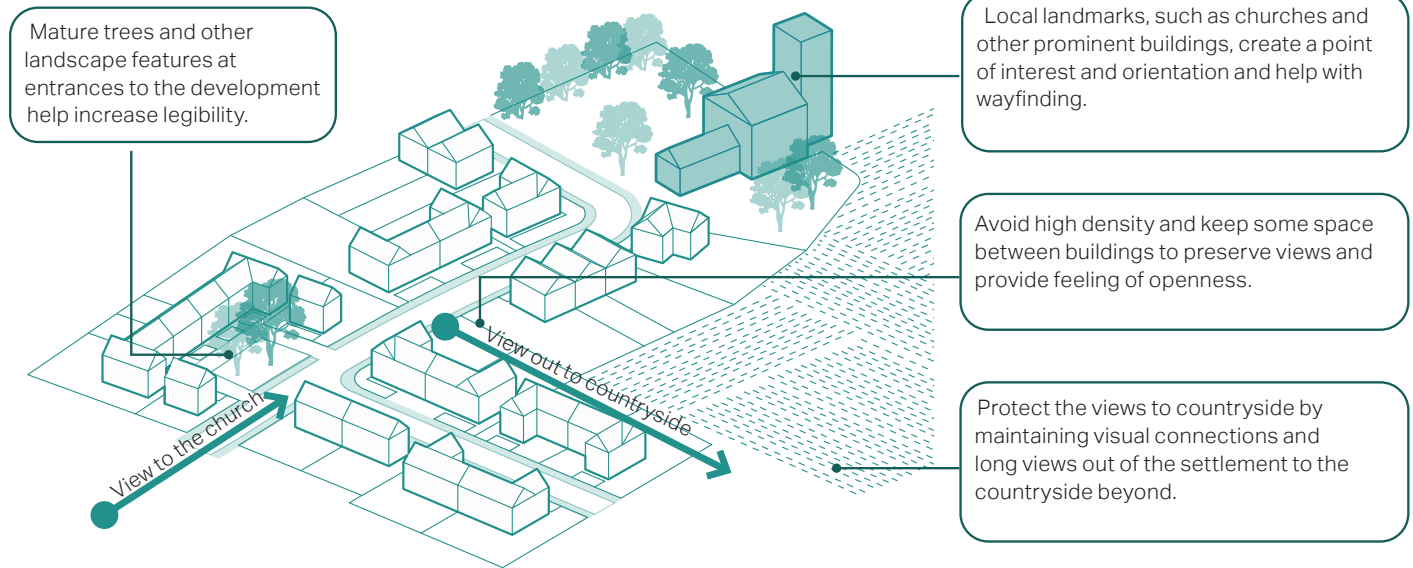 Mature trees and other
landscape features at
entrances to the development
help increase legibility.
Local landmarks, such as churches and
other prominent buildings, create a point
of interest and orientation and help with
wayfinding.
Avoid high density and keep some space
between buildings to preserve views and
provide feeling of openness.
View out to countryside
View to the church
Protect the views to countryside by
maintaining visual connections and
long views out of the settlement to the
countryside beyond.